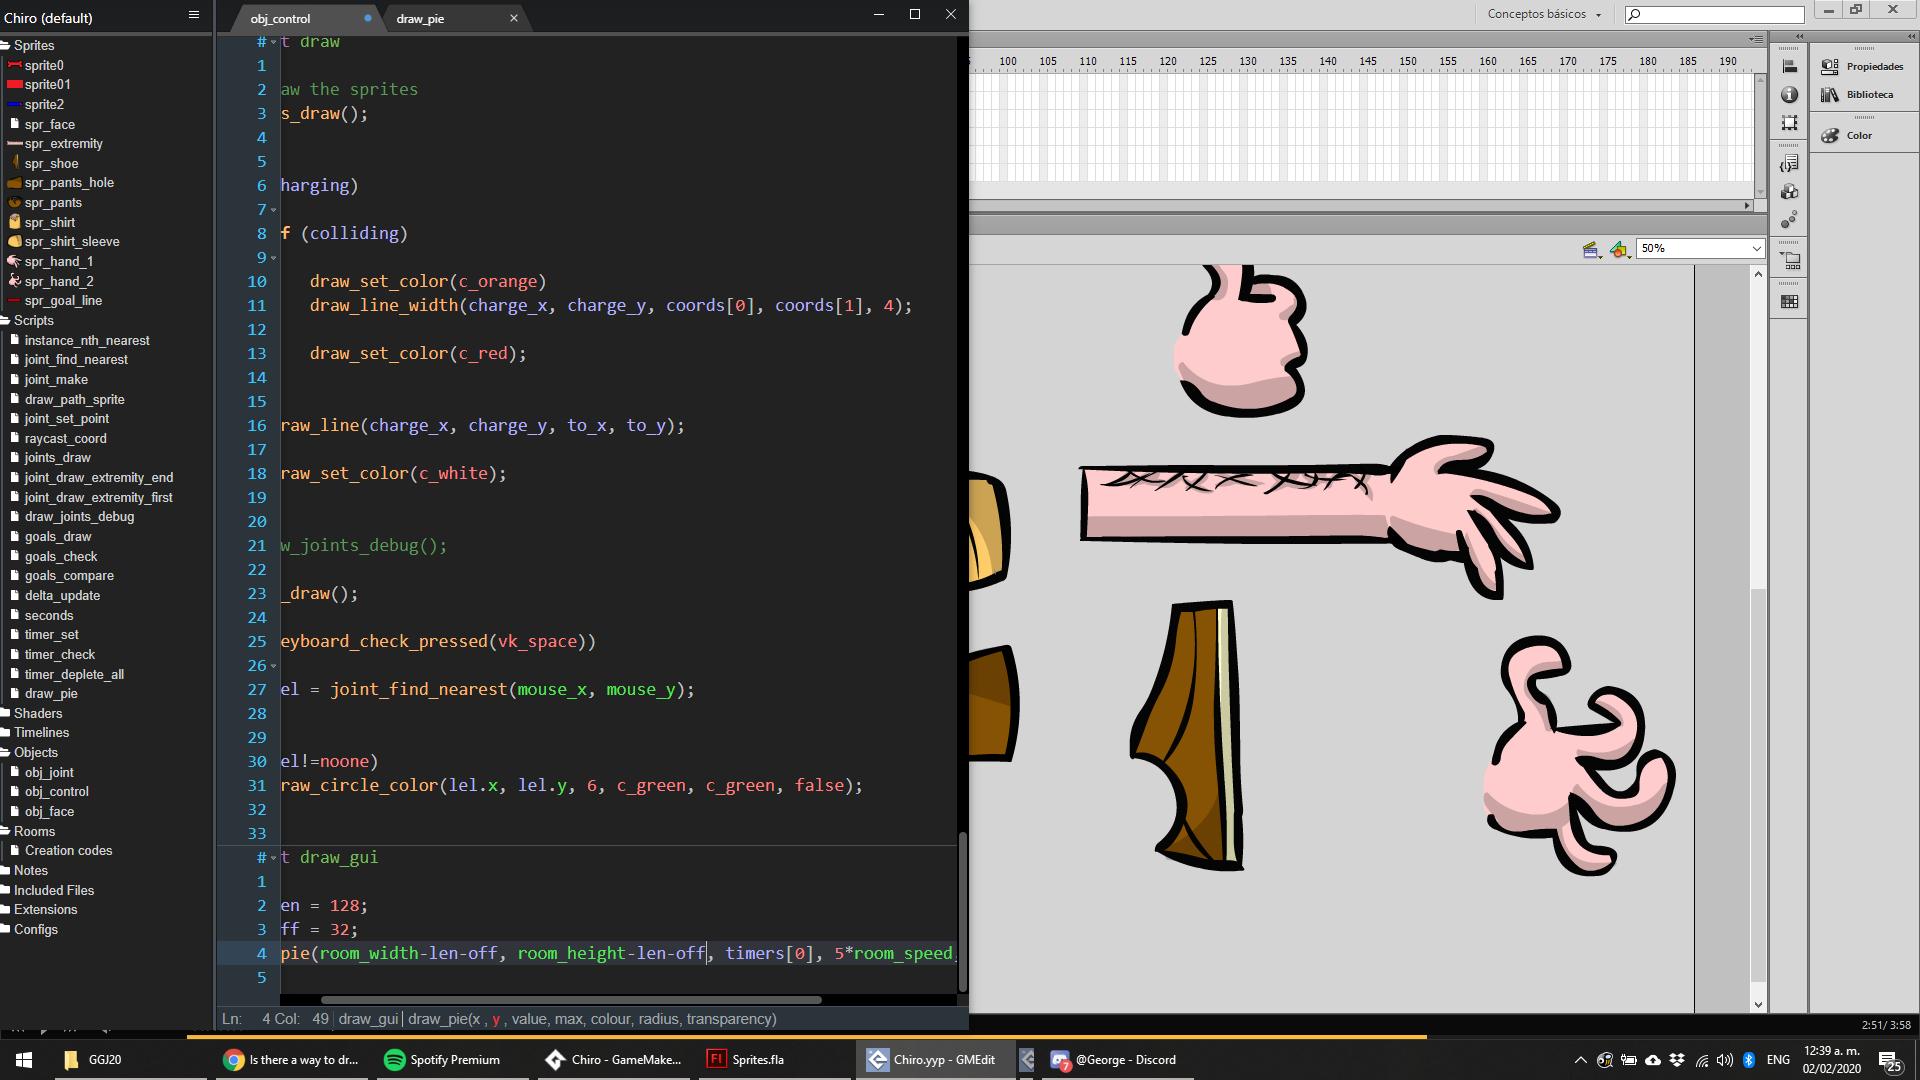 Chiro (default)
obj_control
draw_pie
Conceptos básicos
Sprites
sprite0
sprite01
sprite2
spr_face
spr_extremity
spr_shoe
spr_pants_hole
spr_pants
spr_shirt
spr_shirt_sleeve
spr_hand_1
spr_hand_2
spr_goal_line
Scripts
instance_nth_nearest
joint_find_nearest
joint_make
draw_path_sprite
joint_set_point
raycast_coord
joints_draw
joint_draw_extremity_end
joint_draw_extremity_first
draw_joints_debug
goals_draw
goals_check
goals_compare
delta_update
seconds
timer_set
timer_check
timer_deplete_all
draw_pie
Shaders
Timelines
Objects
obj_joint
obj_control
obj_face
Rooms
Creation codes
Notes
Included Files
Extensions
Configs
# t draw
1
2 aw the sprites
3 s_draw();
4
5
6 harging)
7
8 f (colliding)
9
10 draw_set_color(c_orange)
11 draw_line_width(charge_x, charge_y, coords[0], coords[1], 4);
12
13 draw_set_color(c_red);
14
15
16 raw_line(charge_x, charge_y, to_x, to_y);
17
18 raw_set_color(c_white);
19
20
21 w_joints_debug();
22
23 _draw();
24
25 eyboard_check_pressed(vk_space))
26
27 el = joint_find_nearest(mouse_x, mouse_y);
28
29
30 el!=noone)
31 raw_circle_color(lel.x, lel.y, 6, c_green, c_green, false);
32
33
# t draw_gui
1
2 en = 128;
3 ff = 32;
4 pie(room_width-len-off, room_height-len-off, timers[0], 5*room_speed,
5
Ln: 4 Col: 49 draw_gui draw_pie(x , y , value, max, colour, radius, transparency)
100 105 110 115 120 125 130 135 140 145 150 155 160 165 170 175 180 185 190
50%
Propiedades
Biblioteca
Color
2:51/ 3:58
GGJ20
Is there a way to dr...
Spotify Premium
Chiro - GameMake...
Sprites.fla
Chiro.yyp - GMEdit
@George - Discord
ENG
12:39 a. m.
02/02/2020
25